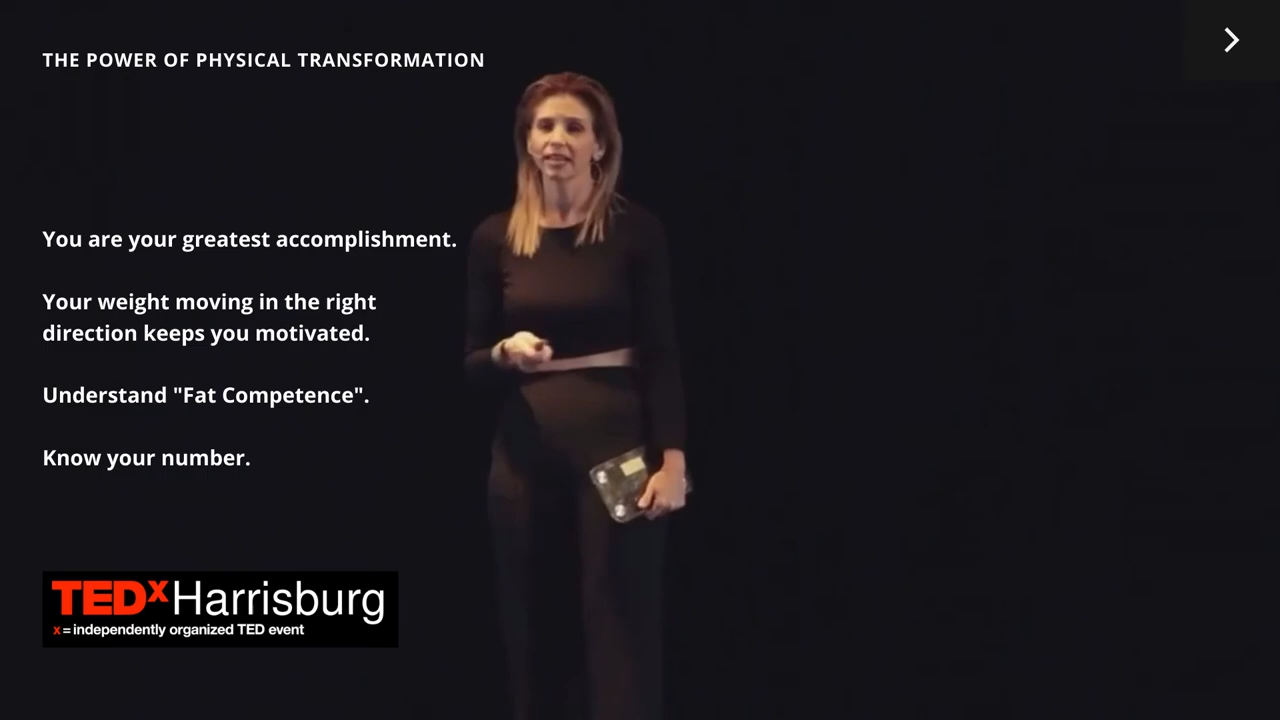 THE POWER OF PHYSICAL TRANSFORMATION
You are your greatest accomplishment.
Your weight moving in the right
direction keeps you motivated.
Understand "Fat Competence".
Know your number.
TEDxHarrisburg
x = independently organized TED event